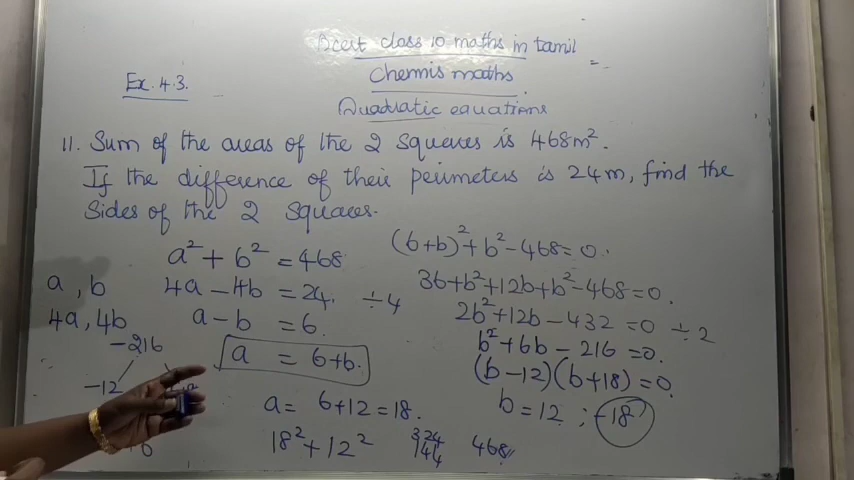 Ncert class 10 maths in tamil
Chennis maths
Ex. 4.3.
Quadratic equations
11. Sum of the areas of the 2 squares is 468m².
If the difference of their perimeters is 24m, find the
sides of the 2 squares.
a² + b² = 468
a, b 4a - 4b = 24. ÷4
4a, 4b a - b = 6.
a = 6+b.
-216
-12
a = 6+12 = 18.
18² + 12² 324 144 468
(6+b)² + b² - 468 = 0.
36 + b² + 12b + b² - 468 = 0.
2b² + 12b - 432 = 0 ÷2
b² + 6b - 216 = 0.
(b - 12)(b + 18) = 0
b = 12 ; -18